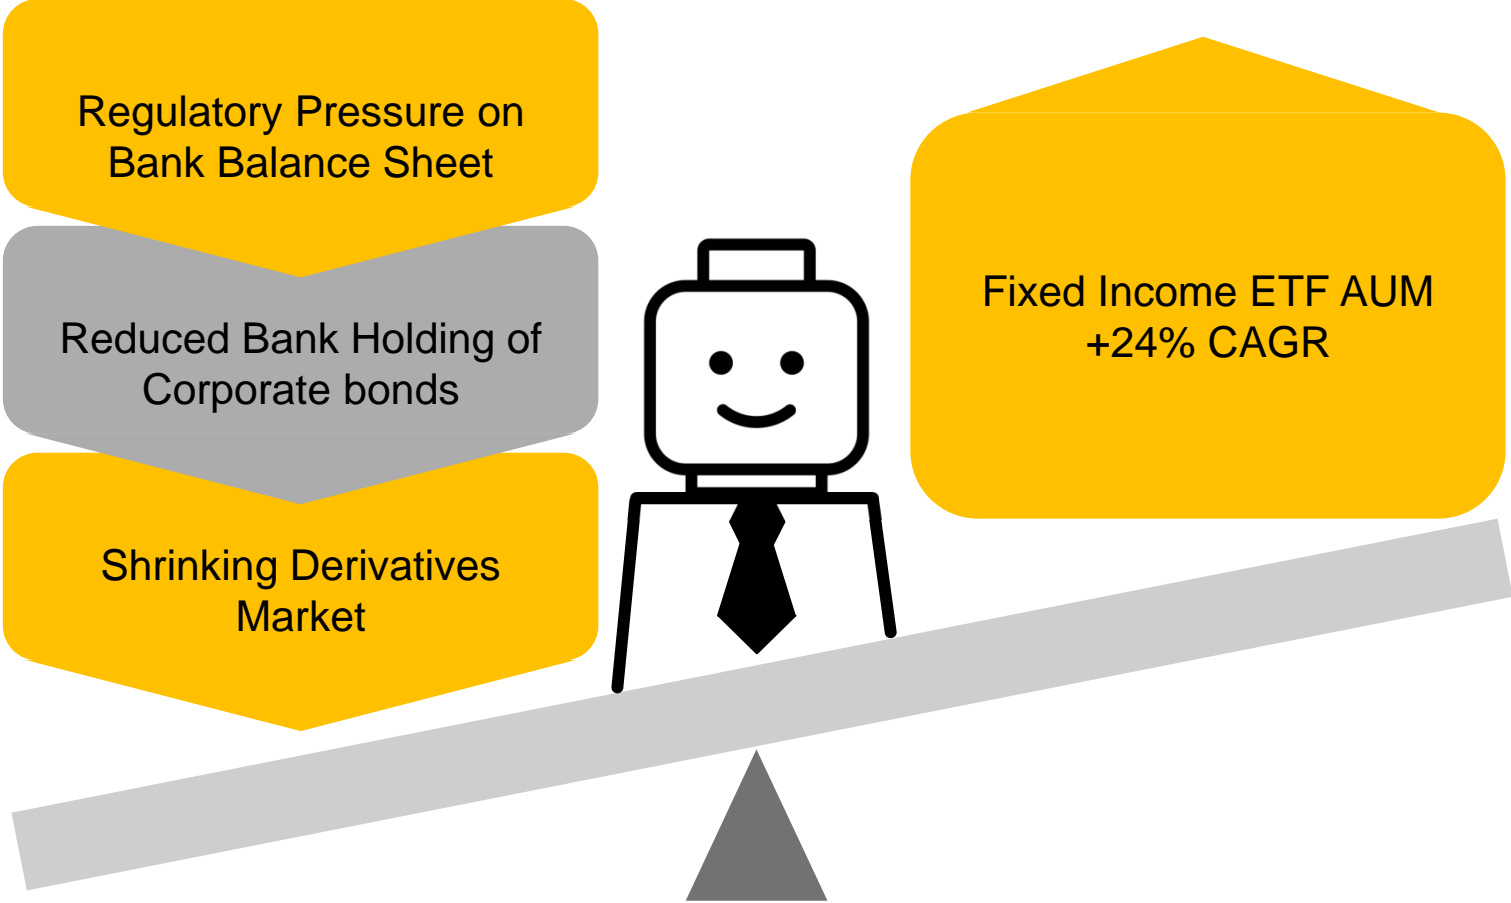 Regulatory Pressure on
Bank Balance Sheet
Reduced Bank Holding of
Corporate bonds
Shrinking Derivatives
Market
Fixed Income ETF AUM
+24% CAGR